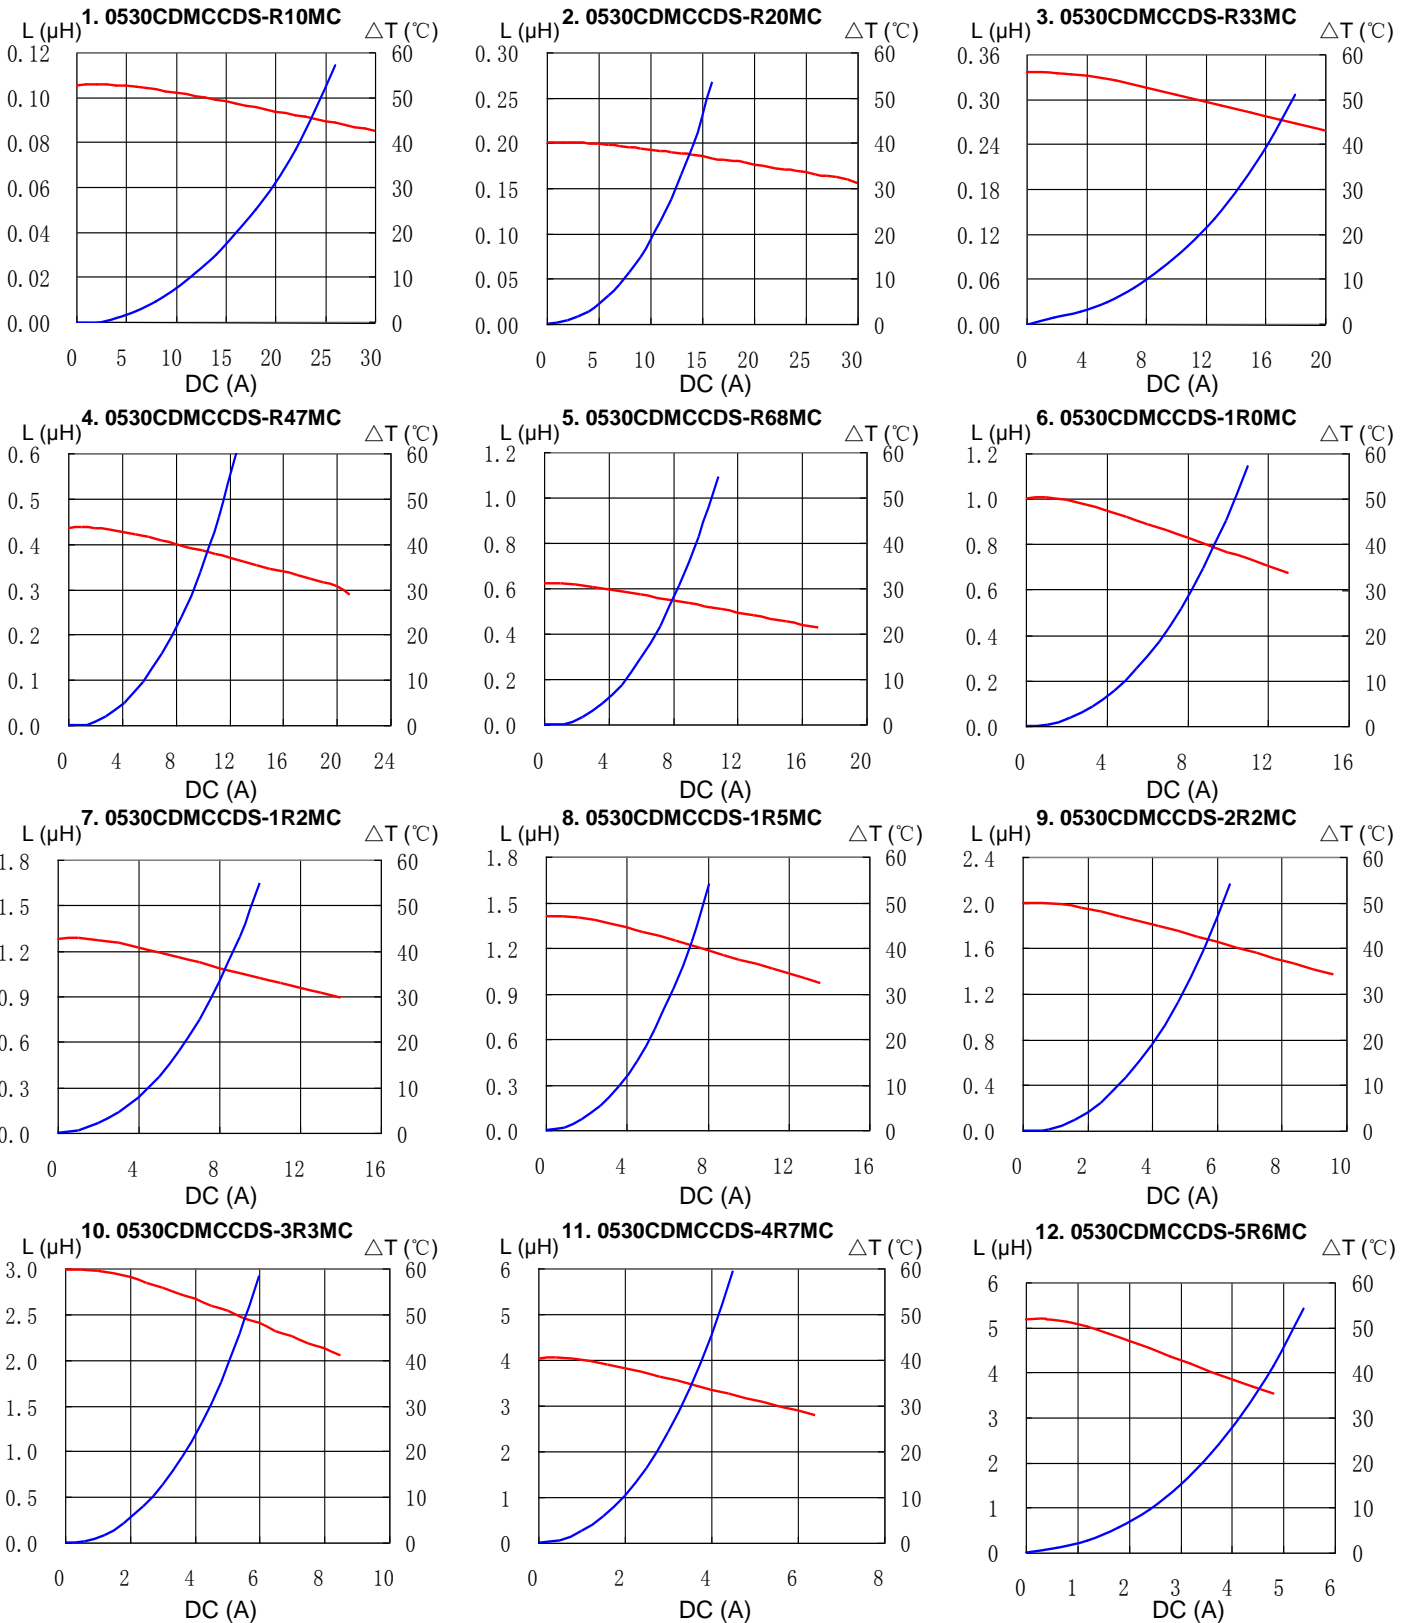 1. 0530CDMCCDS-R10MC
L (μH)
△T (℃)
0.12
0.10
0.08
0.06
0.04
0.02
0.00
60
50
40
30
20
10
0
0 5 10 15 20 25 30
DC (A)
2. 0530CDMCCDS-R20MC
L (μH)
△T (℃)
0.30
0.25
0.20
0.15
0.10
0.05
0.00
60
50
40
30
20
10
0
0 5 10 15 20 25 30
DC (A)
3. 0530CDMCCDS-R33MC
L (μH)
△T (℃)
0.36
0.30
0.24
0.18
0.12
0.06
0.00
60
50
40
30
20
10
0
0 4 8 12 16 20
DC (A)
4. 0530CDMCCDS-R47MC
L (μH)
△T (℃)
0.6
0.5
0.4
0.3
0.2
0.1
0.0
60
50
40
30
20
10
0
0 4 8 12 16 20 24
DC (A)
5. 0530CDMCCDS-R68MC
L (μH)
△T (℃)
1.2
1.0
0.8
0.6
0.4
0.2
0.0
60
50
40
30
20
10
0
0 4 8 12 16 20
DC (A)
6. 0530CDMCCDS-1R0MC
L (μH)
△T (℃)
1.2
1.0
0.8
0.6
0.4
0.2
0.0
60
50
40
30
20
10
0
0 4 8 12 16
DC (A)
7. 0530CDMCCDS-1R2MC
L (μH)
△T (℃)
1.8
1.5
1.2
0.9
0.6
0.3
0.0
60
50
40
30
20
10
0
0 4 8 12 16
DC (A)
8. 0530CDMCCDS-1R5MC
L (μH)
△T (℃)
1.8
1.5
1.2
0.9
0.6
0.3
0.0
60
50
40
30
20
10
0
0 4 8 12 16
DC (A)
9. 0530CDMCCDS-2R2MC
L (μH)
△T (℃)
2.4
2.0
1.6
1.2
0.8
0.4
0.0
60
50
40
30
20
10
0
0 2 4 6 8 10
DC (A)
10. 0530CDMCCDS-3R3MC
L (μH)
△T (℃)
3.0
2.5
2.0
1.5
1.0
0.5
0.0
60
50
40
30
20
10
0
0 2 4 6 8 10
DC (A)
11. 0530CDMCCDS-4R7MC
L (μH)
△T (℃)
6
5
4
3
2
1
0
60
50
40
30
20
10
0
0 2 4 6 8
DC (A)
12. 0530CDMCCDS-5R6MC
L (μH)
△T (℃)
6
5
4
3
2
1
0
60
50
40
30
20
10
0
0 1 2 3 4 5 6
DC (A)